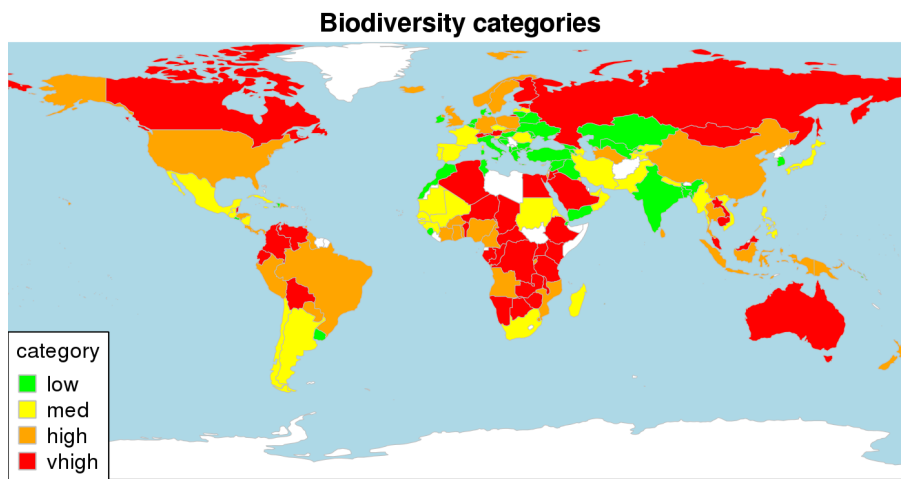 Biodiversity categories
category
low
med
high
vhigh